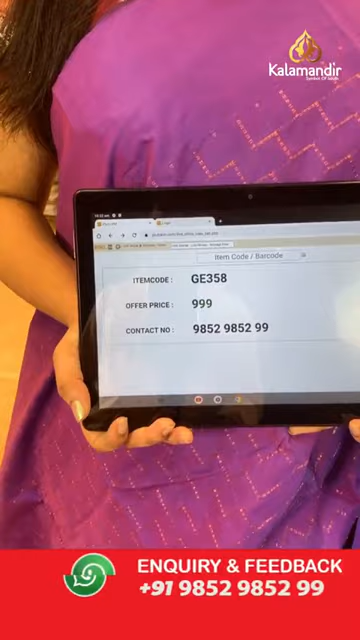 Kalamandir
Item Code / Barcode
ITEMCODE : GE358
OFFER PRICE : 999
CONTACT NO : 9852 9852 99
ENQUIRY & FEEDBACK
+91 9852 9852 99